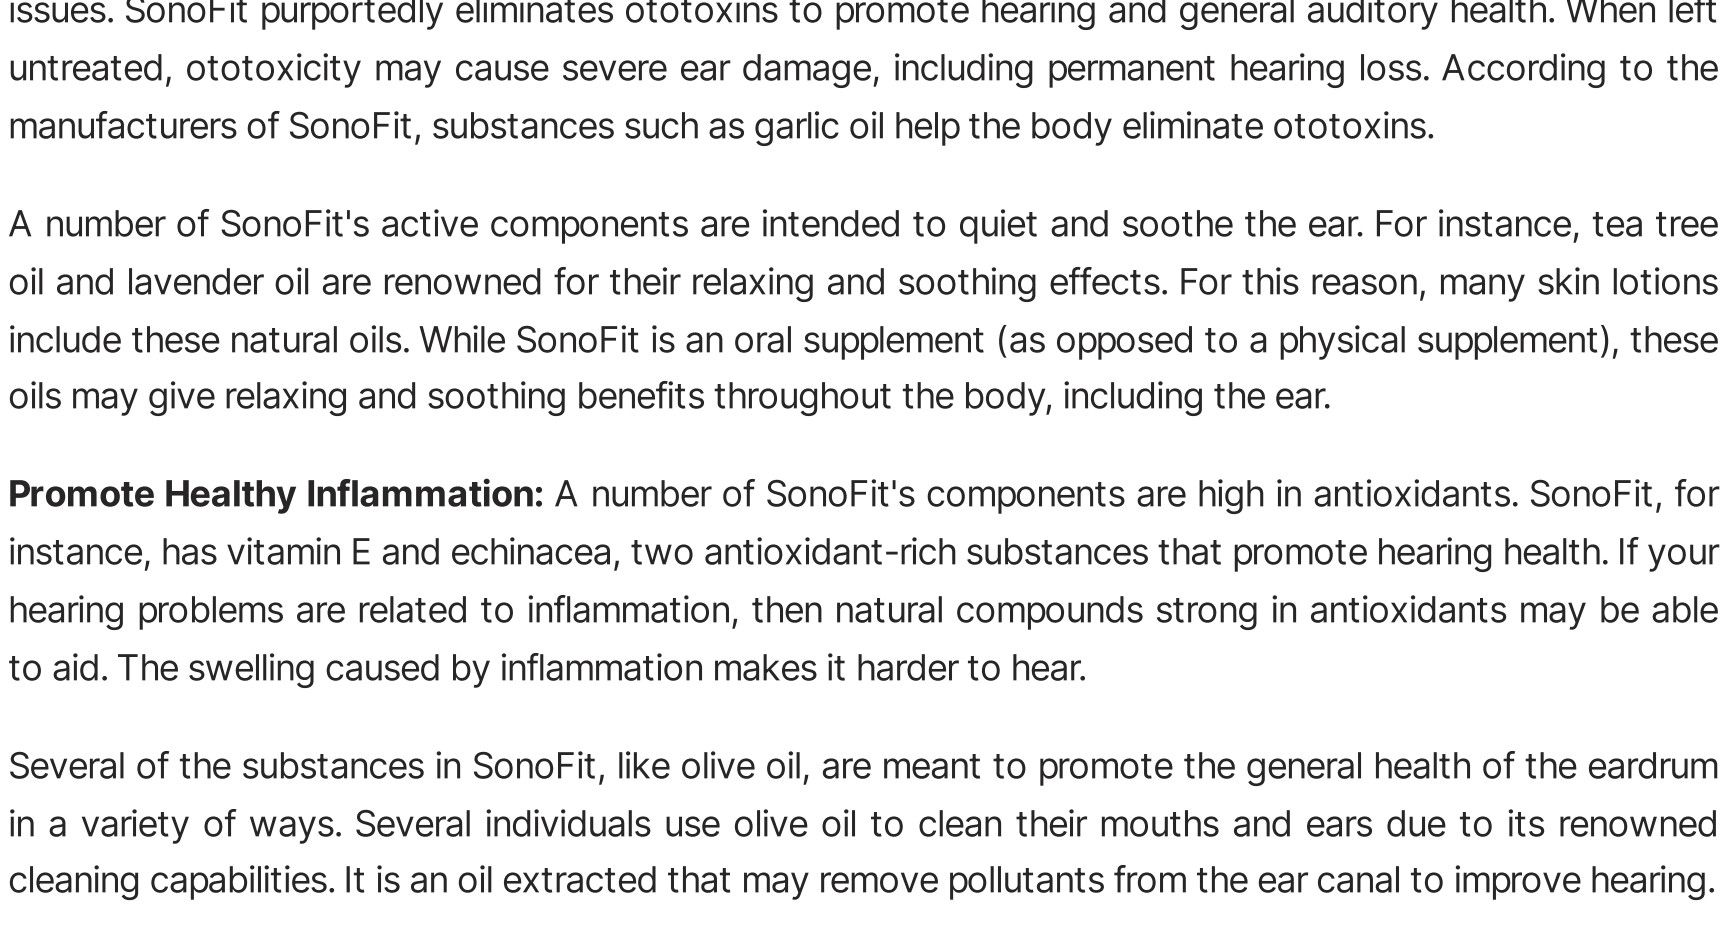 issues. SonoFit purportedly eliminates ototoxins to promote hearing and general auditory health. When left
untreated, ototoxicity may cause severe ear damage, including permanent hearing loss. According to the
manufacturers of SonoFit, substances such as garlic oil help the body eliminate ototoxins.
A number of SonoFit's active components are intended to quiet and soothe the ear. For instance, tea tree
oil and lavender oil are renowned for their relaxing and soothing effects. For this reason, many skin lotions
include these natural oils. While SonoFit is an oral supplement (as opposed to a physical supplement), these
oils may give relaxing and soothing benefits throughout the body, including the ear.
Promote Healthy Inflammation: A number of SonoFit's components are high in antioxidants. SonoFit, for
instance, has vitamin E and echinacea, two antioxidant-rich substances that promote hearing health. If your
hearing problems are related to inflammation, then natural compounds strong in antioxidants may be able
to aid. The swelling caused by inflammation makes it harder to hear.
Several of the substances in SonoFit, like olive oil, are meant to promote the general health of the eardrum
in a variety of ways. Several individuals use olive oil to clean their mouths and ears due to its renowned
cleaning capabilities. It is an oil extracted that may remove pollutants from the ear canal to improve hearing.